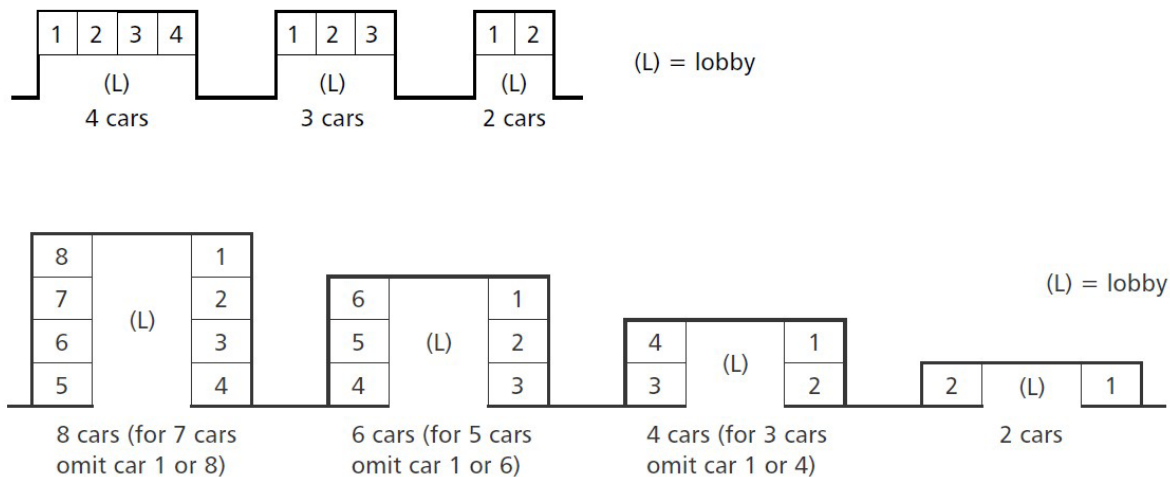 1 2 3 4
1 2 3
1 2
(L) = lobby
(L)
(L)
(L)
4 cars
3 cars
2 cars
8
1
7
2
(L)
6
3
5
4
6
1
5
(L)
2
4
3
4
1
(L)
3
2
2
(L)
1
(L) = lobby
8 cars (for 7 cars
omit car 1 or 8)
6 cars (for 5 cars
omit car 1 or 6)
4 cars (for 3 cars
omit car 1 or 4)
2 cars